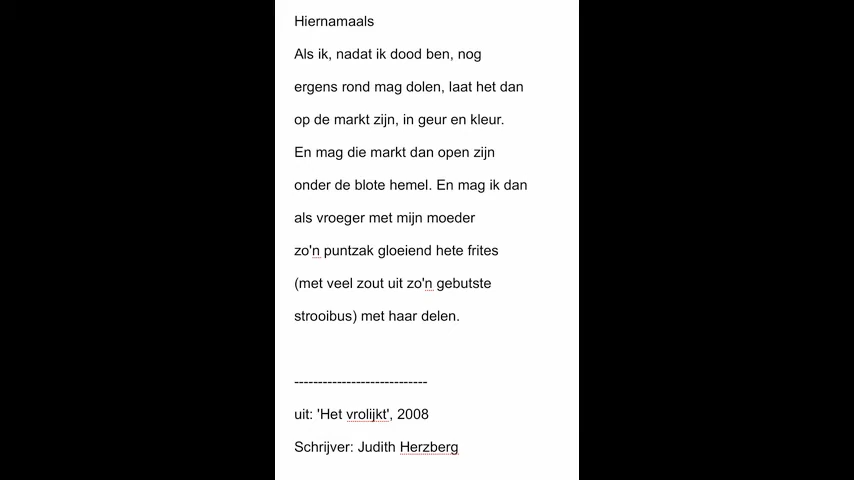 Hiernamaals
Als ik, nadat ik dood ben, nog
ergens rond mag dolen, laat het dan
op de markt zijn, in geur en kleur.
En mag die markt dan open zijn
onder de blote hemel. En mag ik dan
als vroeger met mijn moeder
zo'n puntzak gloeiend hete frites
(met veel zout uit zo'n gebutste
strooibus) met haar delen.
----------------------------
uit: 'Het vrolijkt', 2008
Schrijver: Judith Herzberg